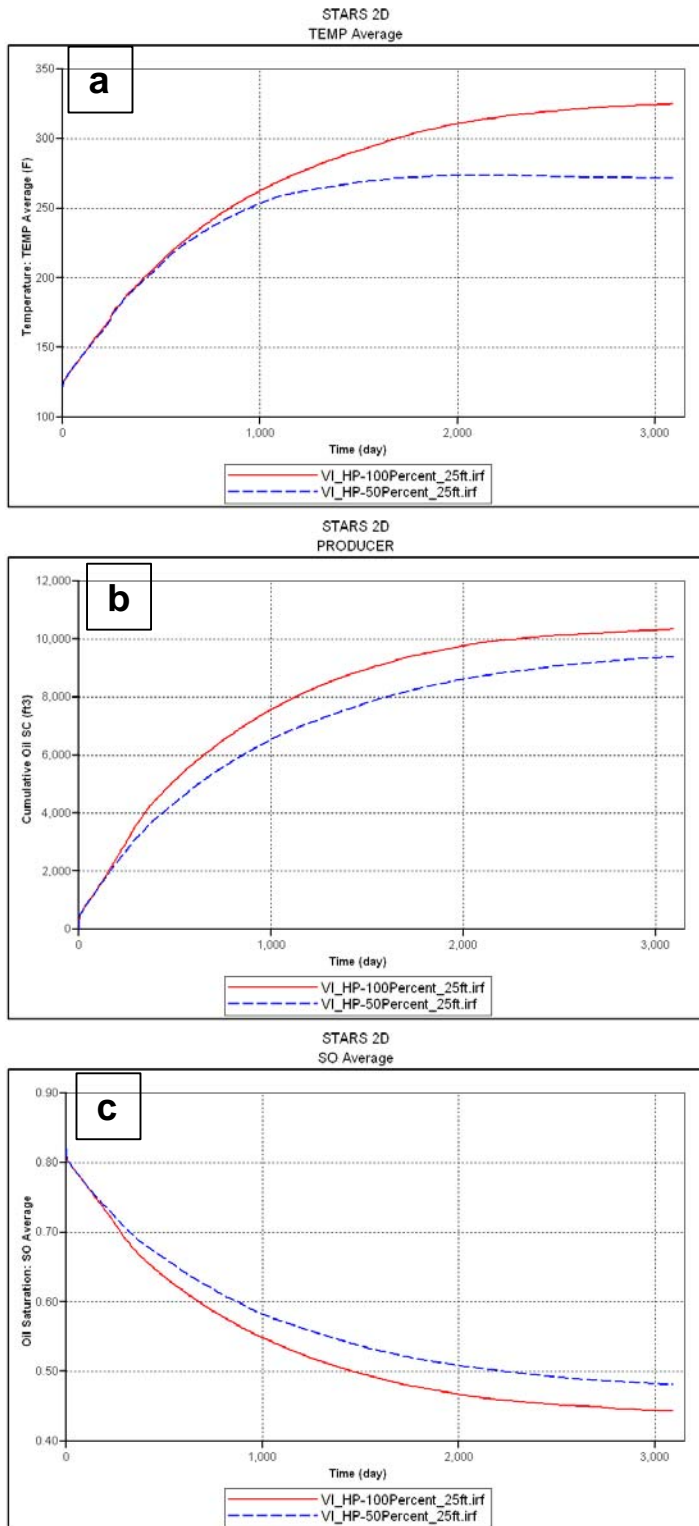 STARS 2D
TEMP Average
a
350
300
250
200
150
100
Temperature: TEMP Average (F)
0 1,000 2,000 3,000
Time (day)
VI_HP-100Percent_25ft.irf
VI_HP-50Percent_25ft.irf
STARS 2D
PRODUCER
b
12,000
10,000
8,000
6,000
4,000
2,000
0
Cumulative Oil SC (ft3)
0 1,000 2,000 3,000
Time (day)
VI_HP-100Percent_25ft.irf
VI_HP-50Percent_25ft.irf
STARS 2D
SO Average
c
0.90
0.80
0.70
0.60
0.50
0.40
Oil Saturation: SO Average
0 1,000 2,000 3,000
Time (day)
VI_HP-100Percent_25ft.irf
VI_HP-50Percent_25ft.irf